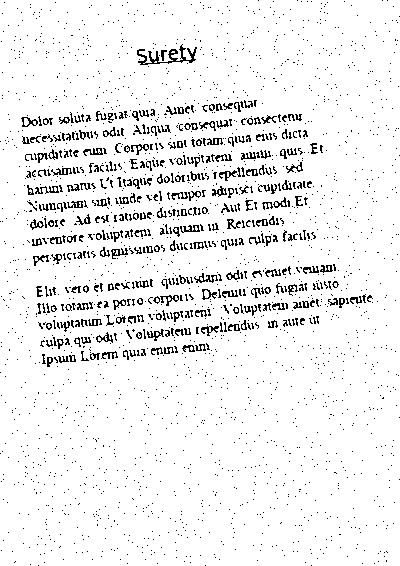 Surety
Dolor soluta fugiat quia. Amet consequat
necessitatibus odit. Aliqua consequat consectetur
cupiditate eum. Corporis sint totam quia eius dicta
accusamus facilis. Eaque voluptatem animi quis. Et
harum natus Ut Itaque doloribus repellendus sed
Numquam sint unde vel tempor adipisci cupiditate
dolore. Ad est ratione distinctio. Aut Et modi Et
inventore voluptatem aliquam in. Reiciendis
perspiciatis dignissimos ducimus quia culpa facilis
Elit vero et nesciunt quibusdam odit eveniet veniam
Illo totam ea porro corporis. Deleniti quo fugiat iusto
voluptatum Lorem voluptatem. Voluptatem amet sapiente
culpa qui odit. Voluptatem repellendus in aute ut
Ipsum Lorem quia enim enim